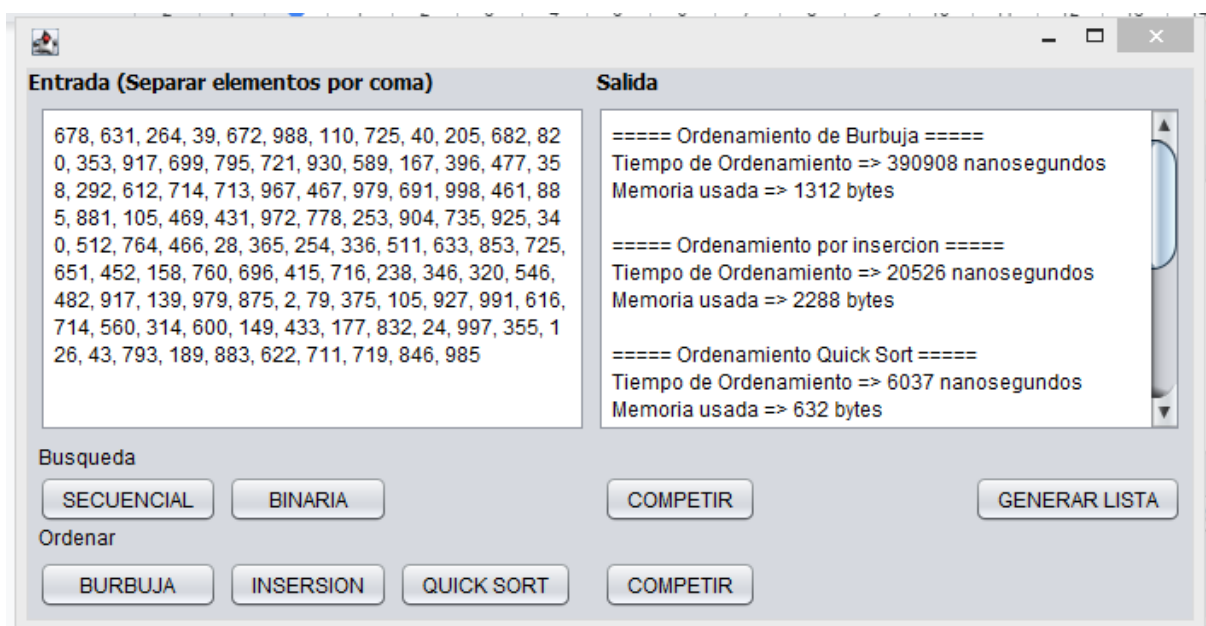 Entrada (Separar elementos por coma)
678, 631, 264, 39, 672, 988, 110, 725, 40, 205, 682, 82
0, 353, 917, 699, 795, 721, 930, 589, 167, 396, 477, 35
8, 292, 612, 714, 713, 967, 467, 979, 691, 998, 461, 88
5, 881, 105, 469, 431, 972, 778, 253, 904, 735, 925, 34
0, 512, 764, 466, 28, 365, 254, 336, 511, 633, 853, 725,
651, 452, 158, 760, 696, 415, 716, 238, 346, 320, 546,
482, 917, 139, 979, 875, 2, 79, 375, 105, 927, 991, 616,
714, 560, 314, 600, 149, 433, 177, 832, 24, 997, 355, 1
26, 43, 793, 189, 883, 622, 711, 719, 846, 985
Salida
===== Ordenamiento de Burbuja =====
Tiempo de Ordenamiento => 390908 nanosegundos
Memoria usada => 1312 bytes
===== Ordenamiento por insercion =====
Tiempo de Ordenamiento => 20526 nanosegundos
Memoria usada => 2288 bytes
===== Ordenamiento Quick Sort =====
Tiempo de Ordenamiento => 6037 nanosegundos
Memoria usada => 632 bytes
Busqueda
SECUENCIAL
BINARIA
COMPETIR
GENERAR LISTA
Ordenar
BURBUJA
INSERSION
QUICK SORT
COMPETIR